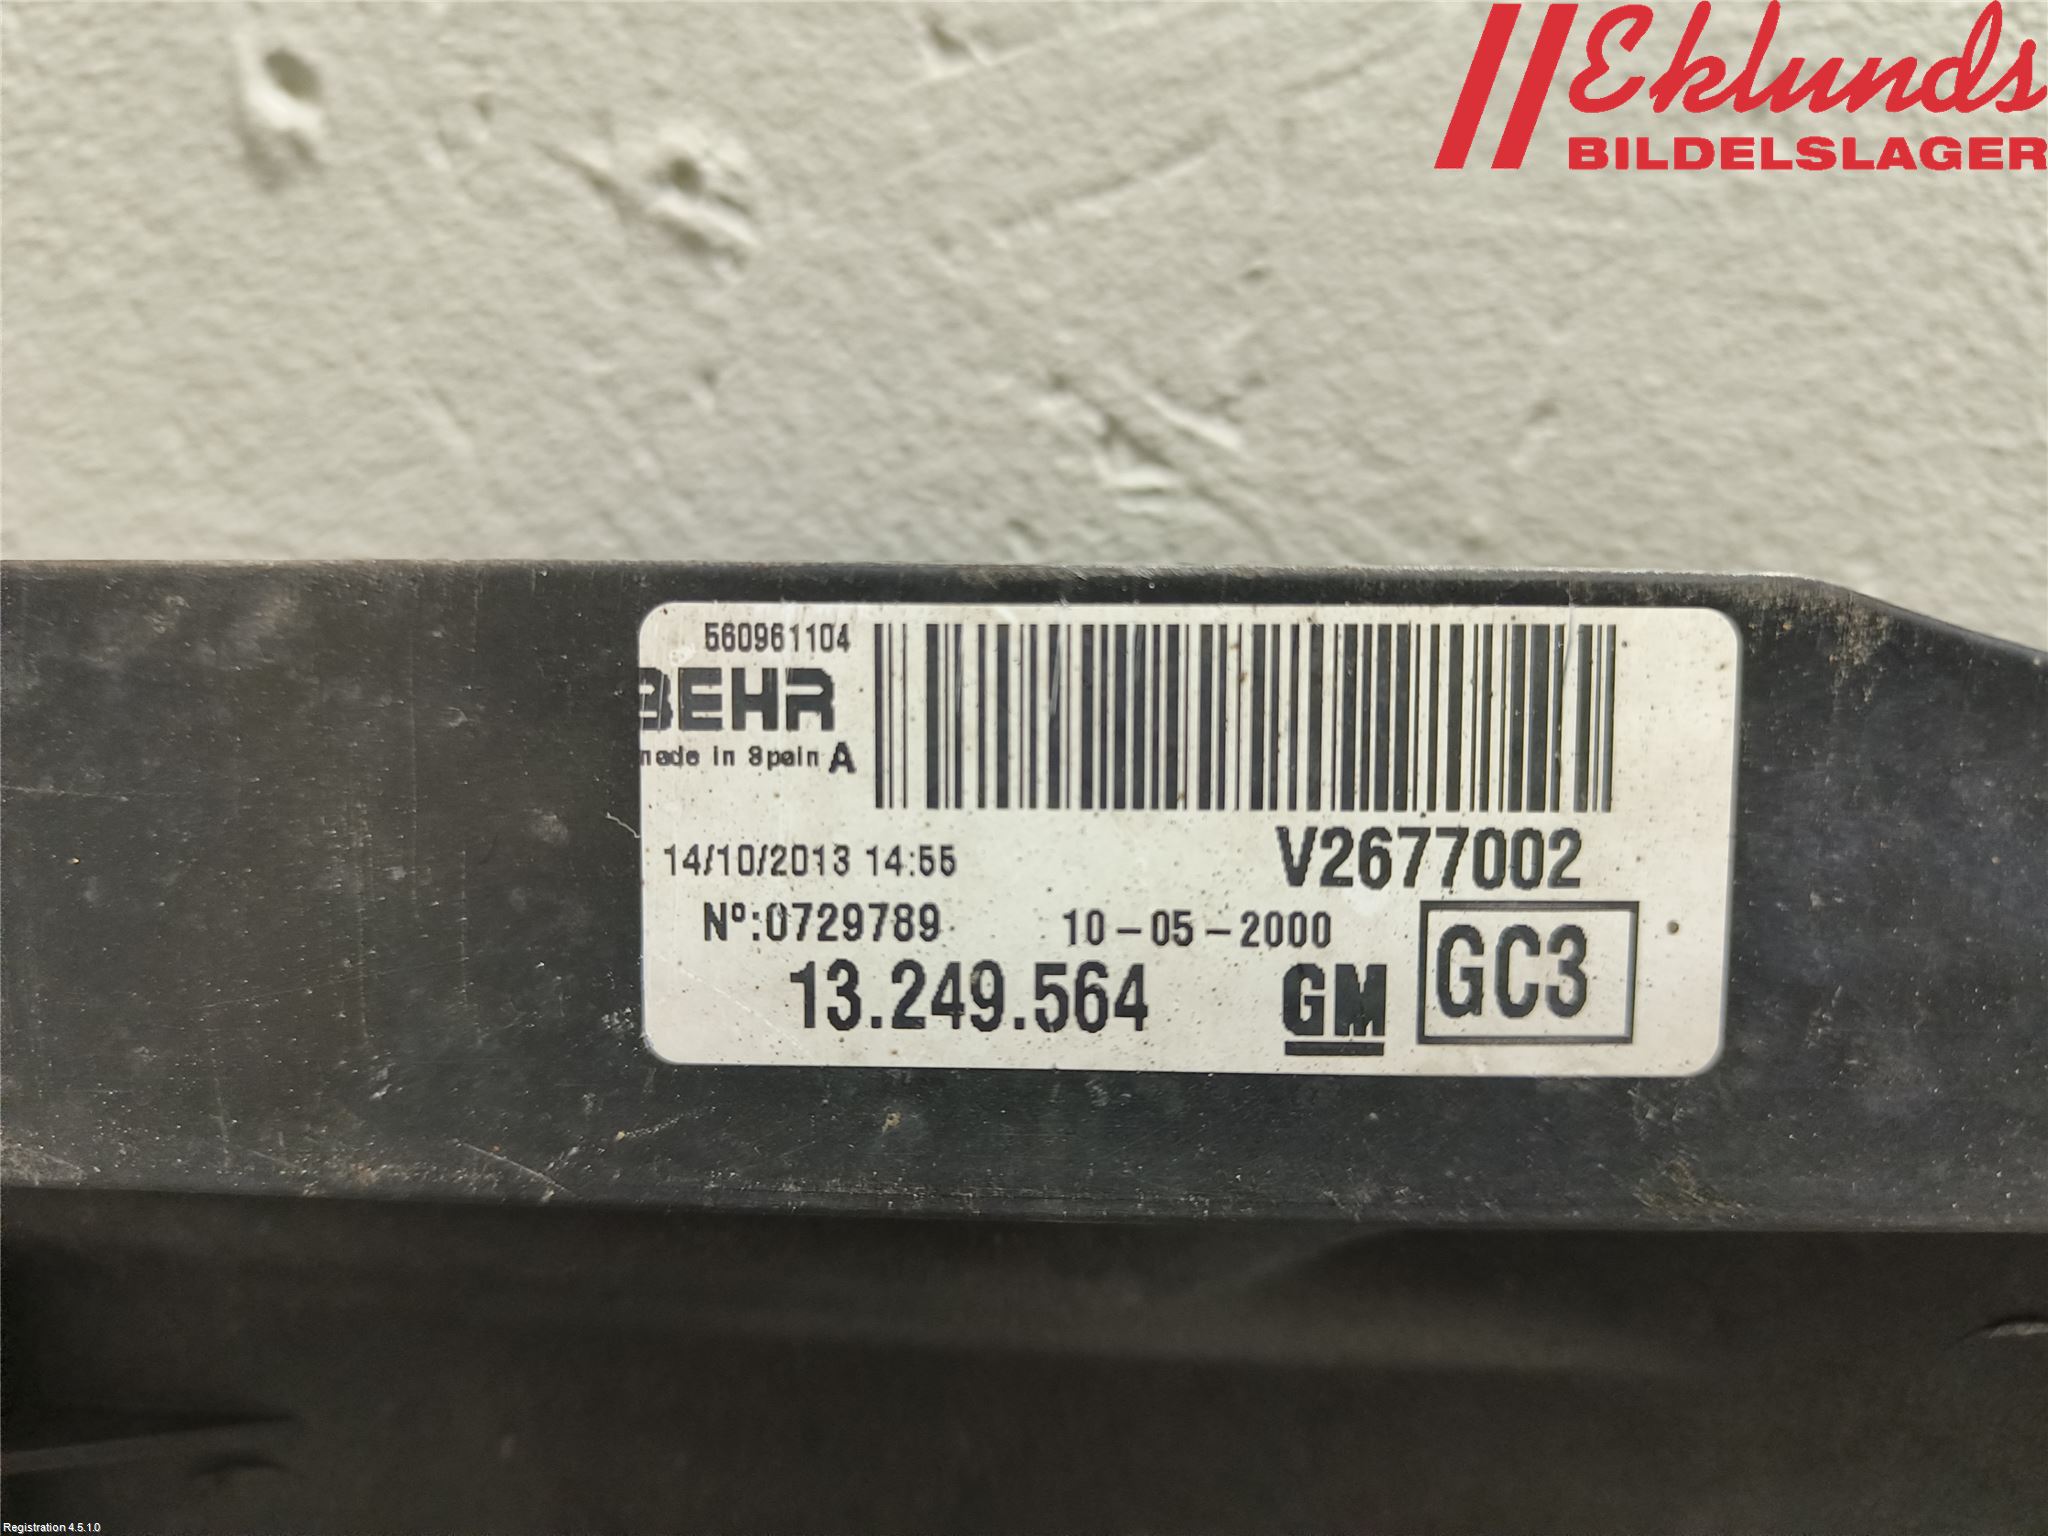 Eklunds
BILDELSLAGER
560961104
BEHR
made in Spain A
V2677002
14/10/2013 14:55
Nº:0729789 10-05-2000
13.249.564 GM GC3
Registration 4.5.1.0